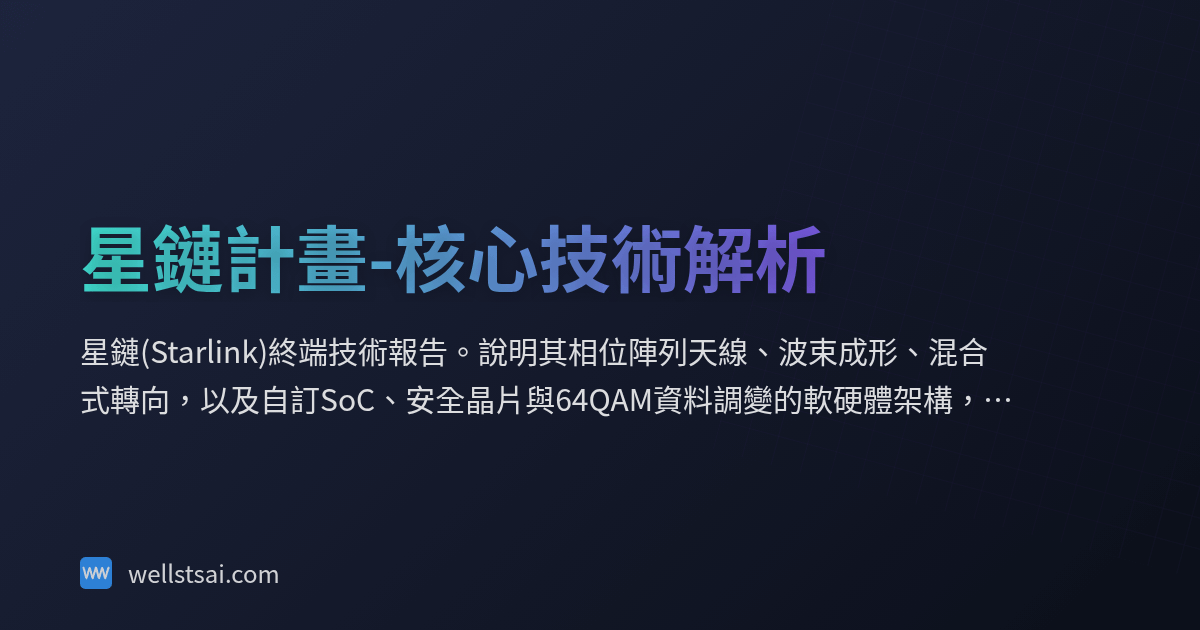 星鏈計畫-核心技術解析
星鏈(Starlink)終端技術報告。說明其相位陣列天線、波束成形、混合
式轉向，以及自訂SoC、安全晶片與64QAM資料調變的軟硬體架構，…
wellstsai.com